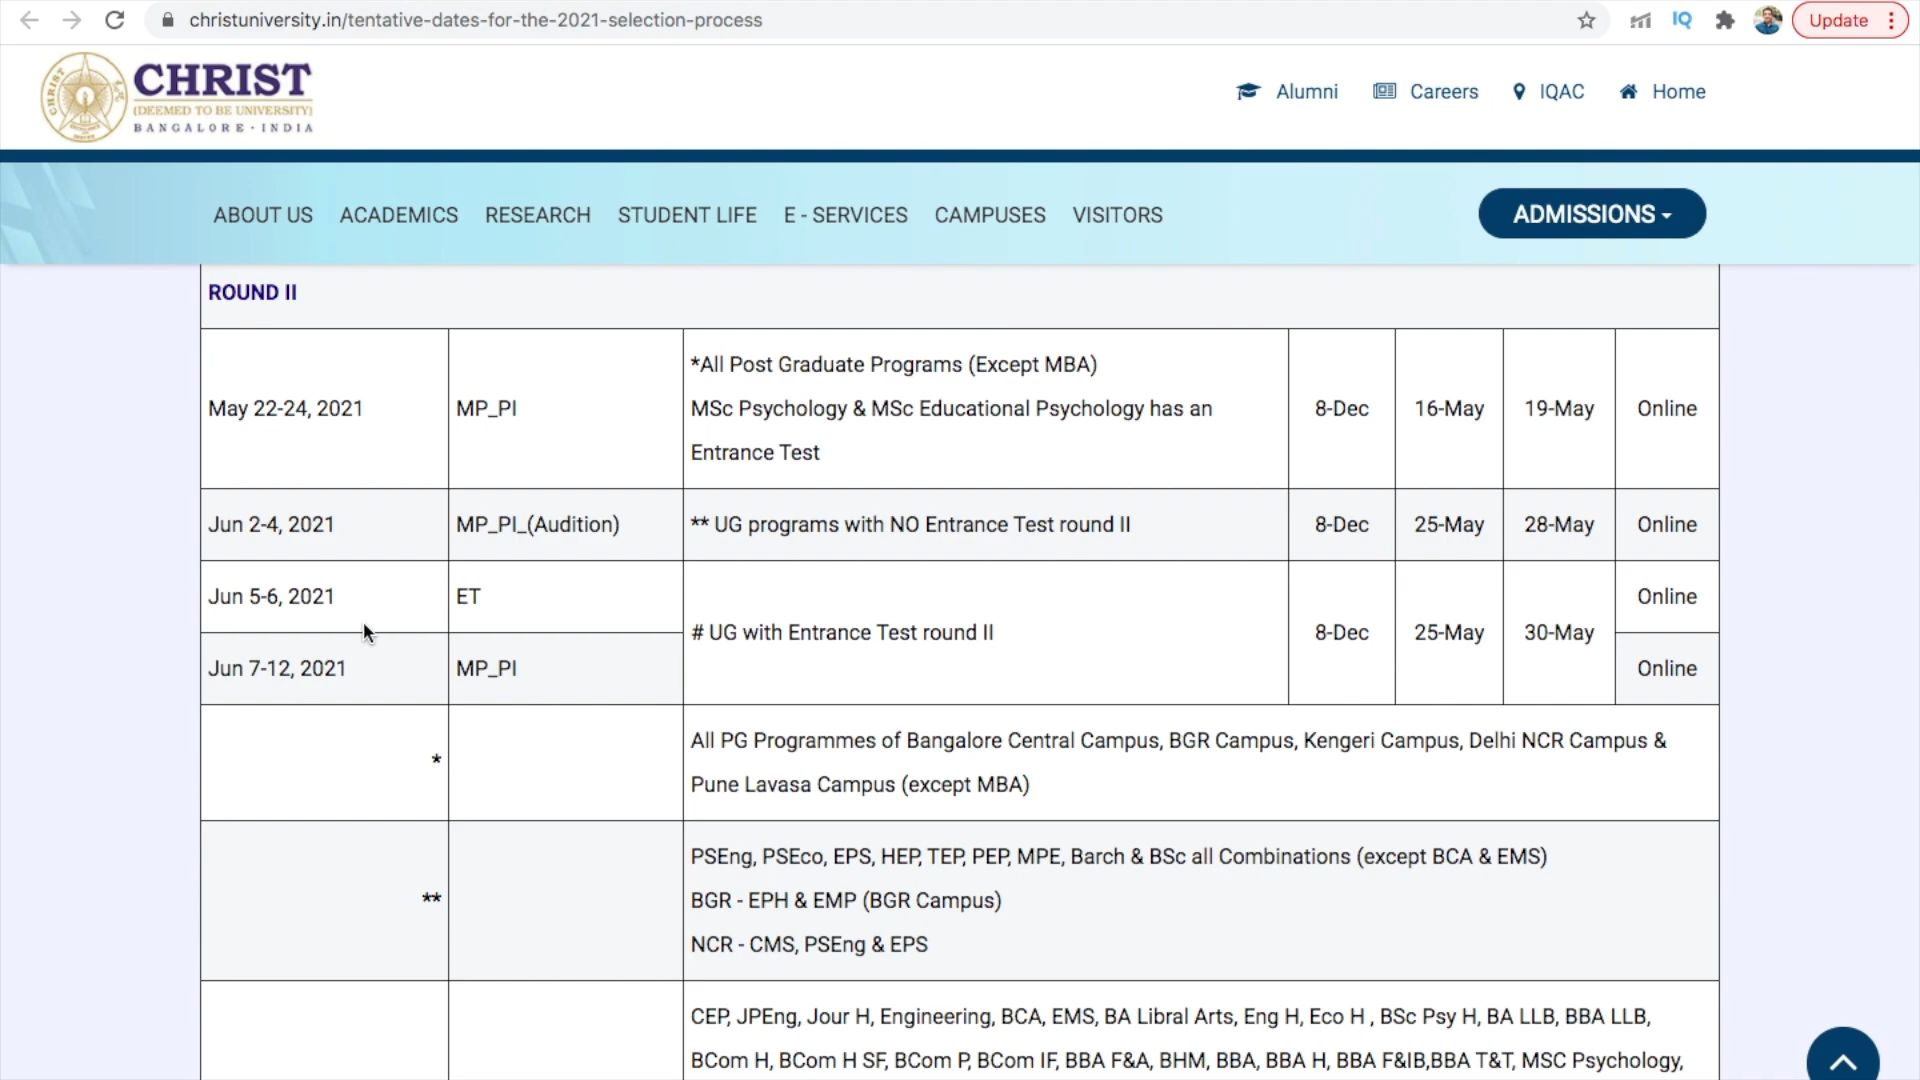 christuniversity.in/tentative-dates-for-the-2021-selection-process
IQ
Update
CHRIST
(DEEMED TO BE UNIVERSITY)
BANGALORE · INDIA
Alumni
Careers
IQAC
Home
ABOUT US
ACADEMICS
RESEARCH
STUDENT LIFE
E - SERVICES
CAMPUSES
VISITORS
ADMISSIONS
ROUND II
May 22-24, 2021
MP_PI
*All Post Graduate Programs (Except MBA)
MSc Psychology & MSc Educational Psychology has an
Entrance Test
8-Dec
16-May
19-May
Online
Jun 2-4, 2021
MP_PI_(Audition)
** UG programs with NO Entrance Test round II
8-Dec
25-May
28-May
Online
Jun 5-6, 2021
ET
# UG with Entrance Test round II
8-Dec
25-May
30-May
Online
Jun 7-12, 2021
MP_PI
Online
*
All PG Programmes of Bangalore Central Campus, BGR Campus, Kengeri Campus, Delhi NCR Campus &
Pune Lavasa Campus (except MBA)
**
PSEng, PSEco, EPS, HEP, TEP, PEP, MPE, Barch & BSc all Combinations (except BCA & EMS)
BGR - EPH & EMP (BGR Campus)
NCR - CMS, PSEng & EPS
CEP, JPEng, Jour H, Engineering, BCA, EMS, BA Libral Arts, Eng H, Eco H , BSc Psy H, BA LLB, BBA LLB,
BCom H, BCom H SF, BCom P, BCom IF, BBA F&A, BHM, BBA, BBA H, BBA F&IB,BBA T&T, MSC Psychology,